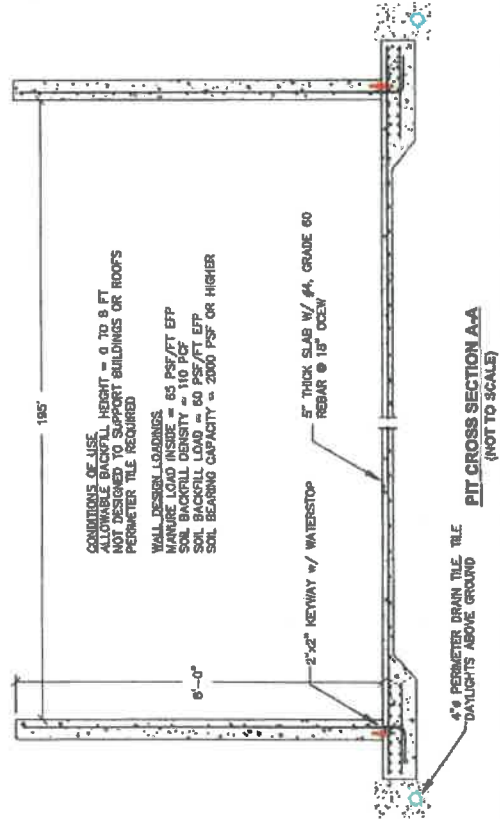 195'
CONDITIONS OF USE
ALLOWABLE BACKFILL HEIGHT = 0 TO 8 FT
NOT DESIGNED TO SUPPORT BUILDINGS OR ROOFS
PERIMETER TILE REQUIRED
WALL DESIGN LOADINGS
MANURE LOAD INSIDE = 65 PSF/FT EFP
SOIL BACKFILL DENSITY = 110 PCF
SOIL BACKFILL LOAD = 60 PSF/FT EFP
SOIL BEARING CAPACITY = 2000 PSF OR HIGHER
8'-0"
2"x2" KEYWAY w/ WATERSTOP
5" THICK SLAB W/ #4, GRADE 60
REBAR @ 18" OCEW
4"ø PERIMETER DRAIN TILE, TILE
DAYLIGHTS ABOVE GROUND
PIT CROSS SECTION A-A
(NOT TO SCALE)